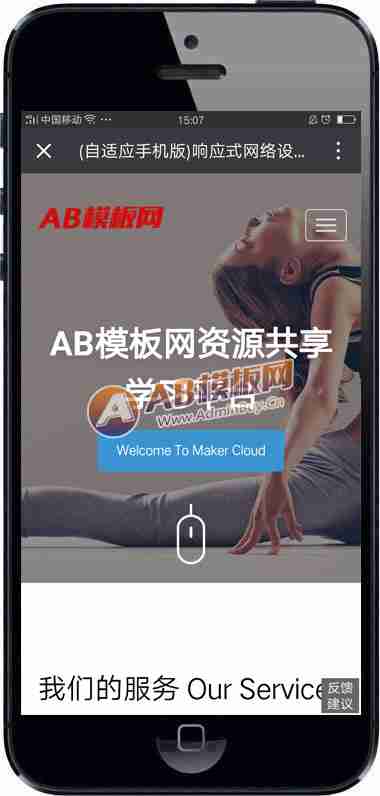 中国移动 ... 15:07
(自适应手机版)响应式网络设...
AB模板网
AB模板网资源共享
学
AB模板网
Www.AdminBuy.Cn
Welcome To Maker Cloud
我们的服务 Our Service
反馈
建议